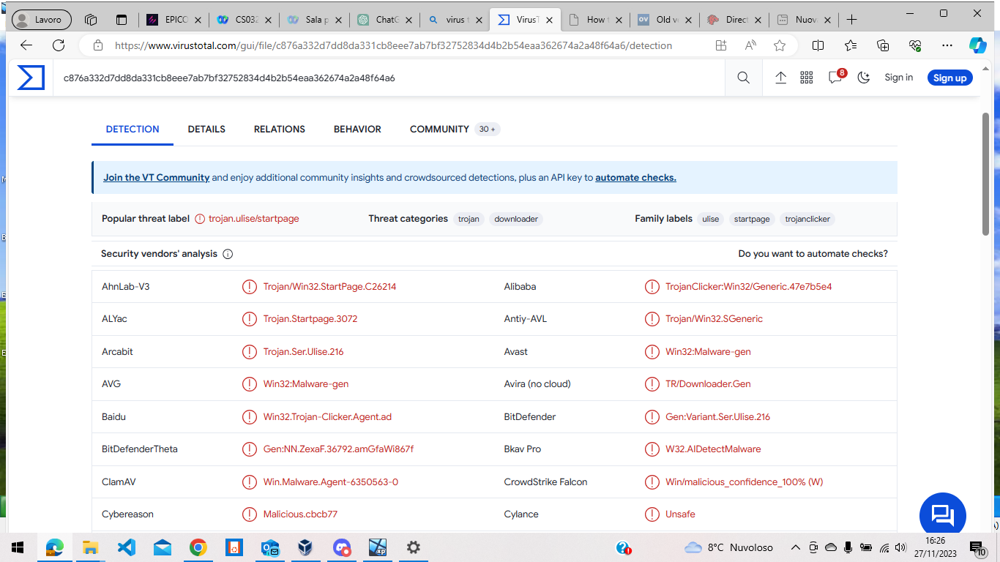 Lavoro
EPICO
CS032
Sala p
ChatG
virus t
VirusT
How t
Old ve
Direct
Nuova
https://www.virustotal.com/gui/file/c876a332d7dd8da331cb8eee7ab7bf32752834d4b2b54eaa362674a2a48f64a6/detection
c876a332d7dd8da331cb8eee7ab7bf32752834d4b2b54eaa362674a2a48f64a6
8
Sign in
Sign up
DETECTION
DETAILS
RELATIONS
BEHAVIOR
COMMUNITY
30 +
Join the VT Community and enjoy additional community insights and crowdsourced detections, plus an API key to automate checks.
Popular threat label
trojan.ulise/startpage
Threat categories
trojan
downloader
Family labels
ulise
startpage
trojanclicker
Security vendors' analysis
Do you want to automate checks?
AhnLab-V3
Trojan/Win32.StartPage.C26214
Alibaba
TrojanClicker:Win32/Generic.47e7b5e4
ALYac
Trojan.Startpage.3072
Antiy-AVL
Trojan/Win32.SGeneric
Arcabit
Trojan.Ser.Ulise.216
Avast
Win32:Malware-gen
AVG
Win32:Malware-gen
Avira (no cloud)
TR/Downloader.Gen
Baidu
Win32.Trojan-Clicker.Agent.ad
BitDefender
Gen:Variant.Ser.Ulise.216
BitDefenderTheta
Gen:NN.ZexaF.36792.amGfaWi867f
Bkav Pro
W32.AIDetectMalware
ClamAV
Win.Malware.Agent-6350563-0
CrowdStrike Falcon
Win/malicious_confidence_100% (W)
Cybereason
Malicious.cbcb77
Cylance
Unsafe
xp
8°C Nuvoloso
16:26
27/11/2023
10